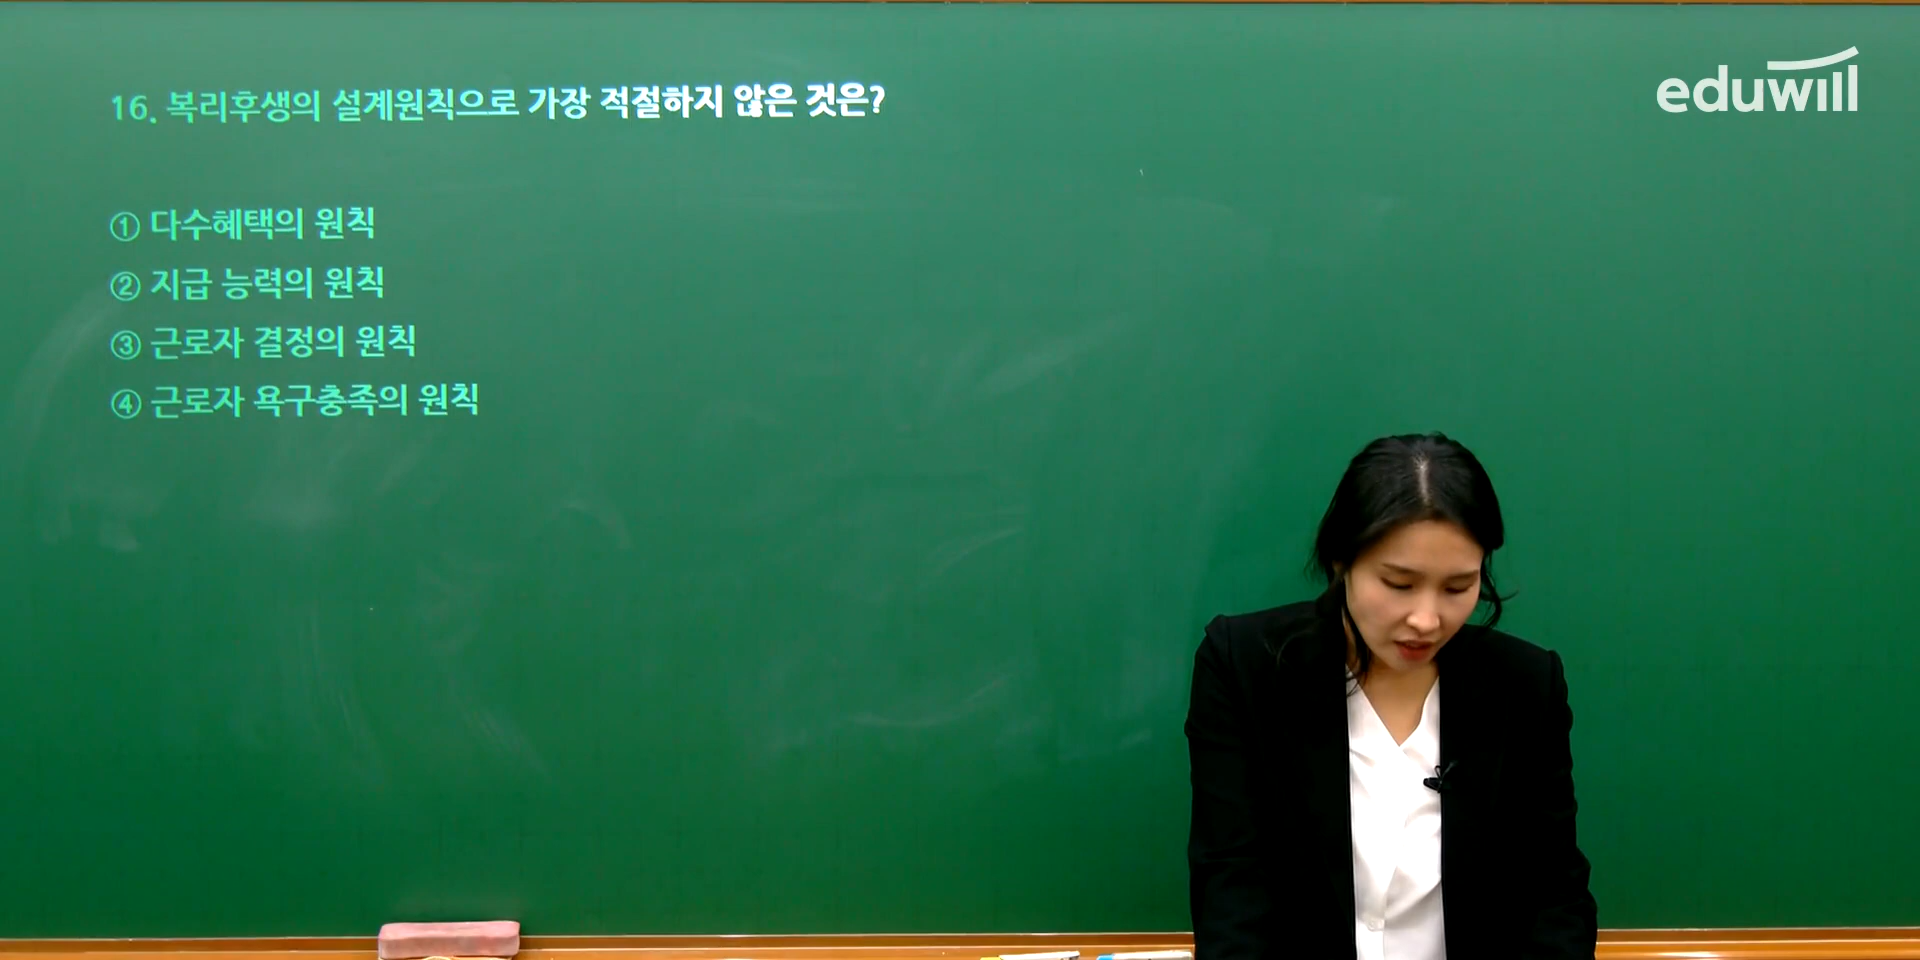 eduwill
16. 복리후생의 설계원칙으로 가장 적절하지 않은 것은?
① 다수혜택의 원칙
② 지급 능력의 원칙
③ 근로자 결정의 원칙
④ 근로자 욕구충족의 원칙